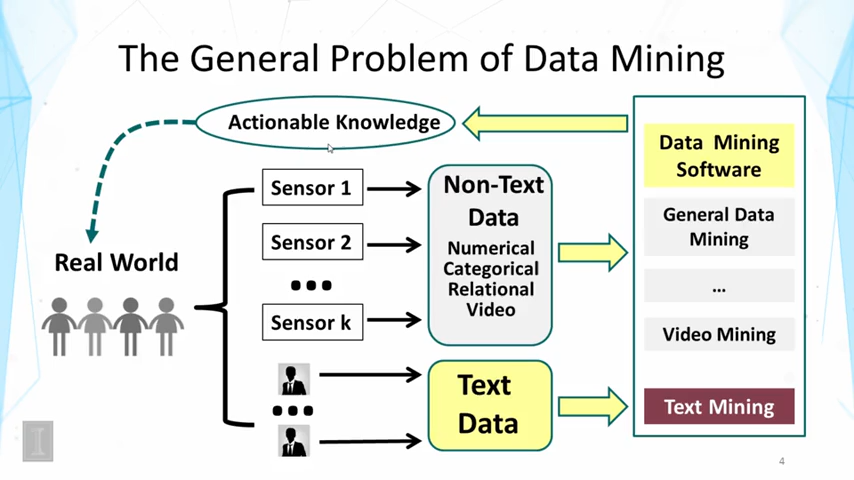 The General Problem of Data Mining
Actionable Knowledge
Real World
Sensor 1
Sensor 2
...
Sensor k
...
Non-Text
Data
Numerical
Categorical
Relational
Video
Text
Data
Data Mining
Software
General Data
Mining
...
Video Mining
Text Mining
I
4